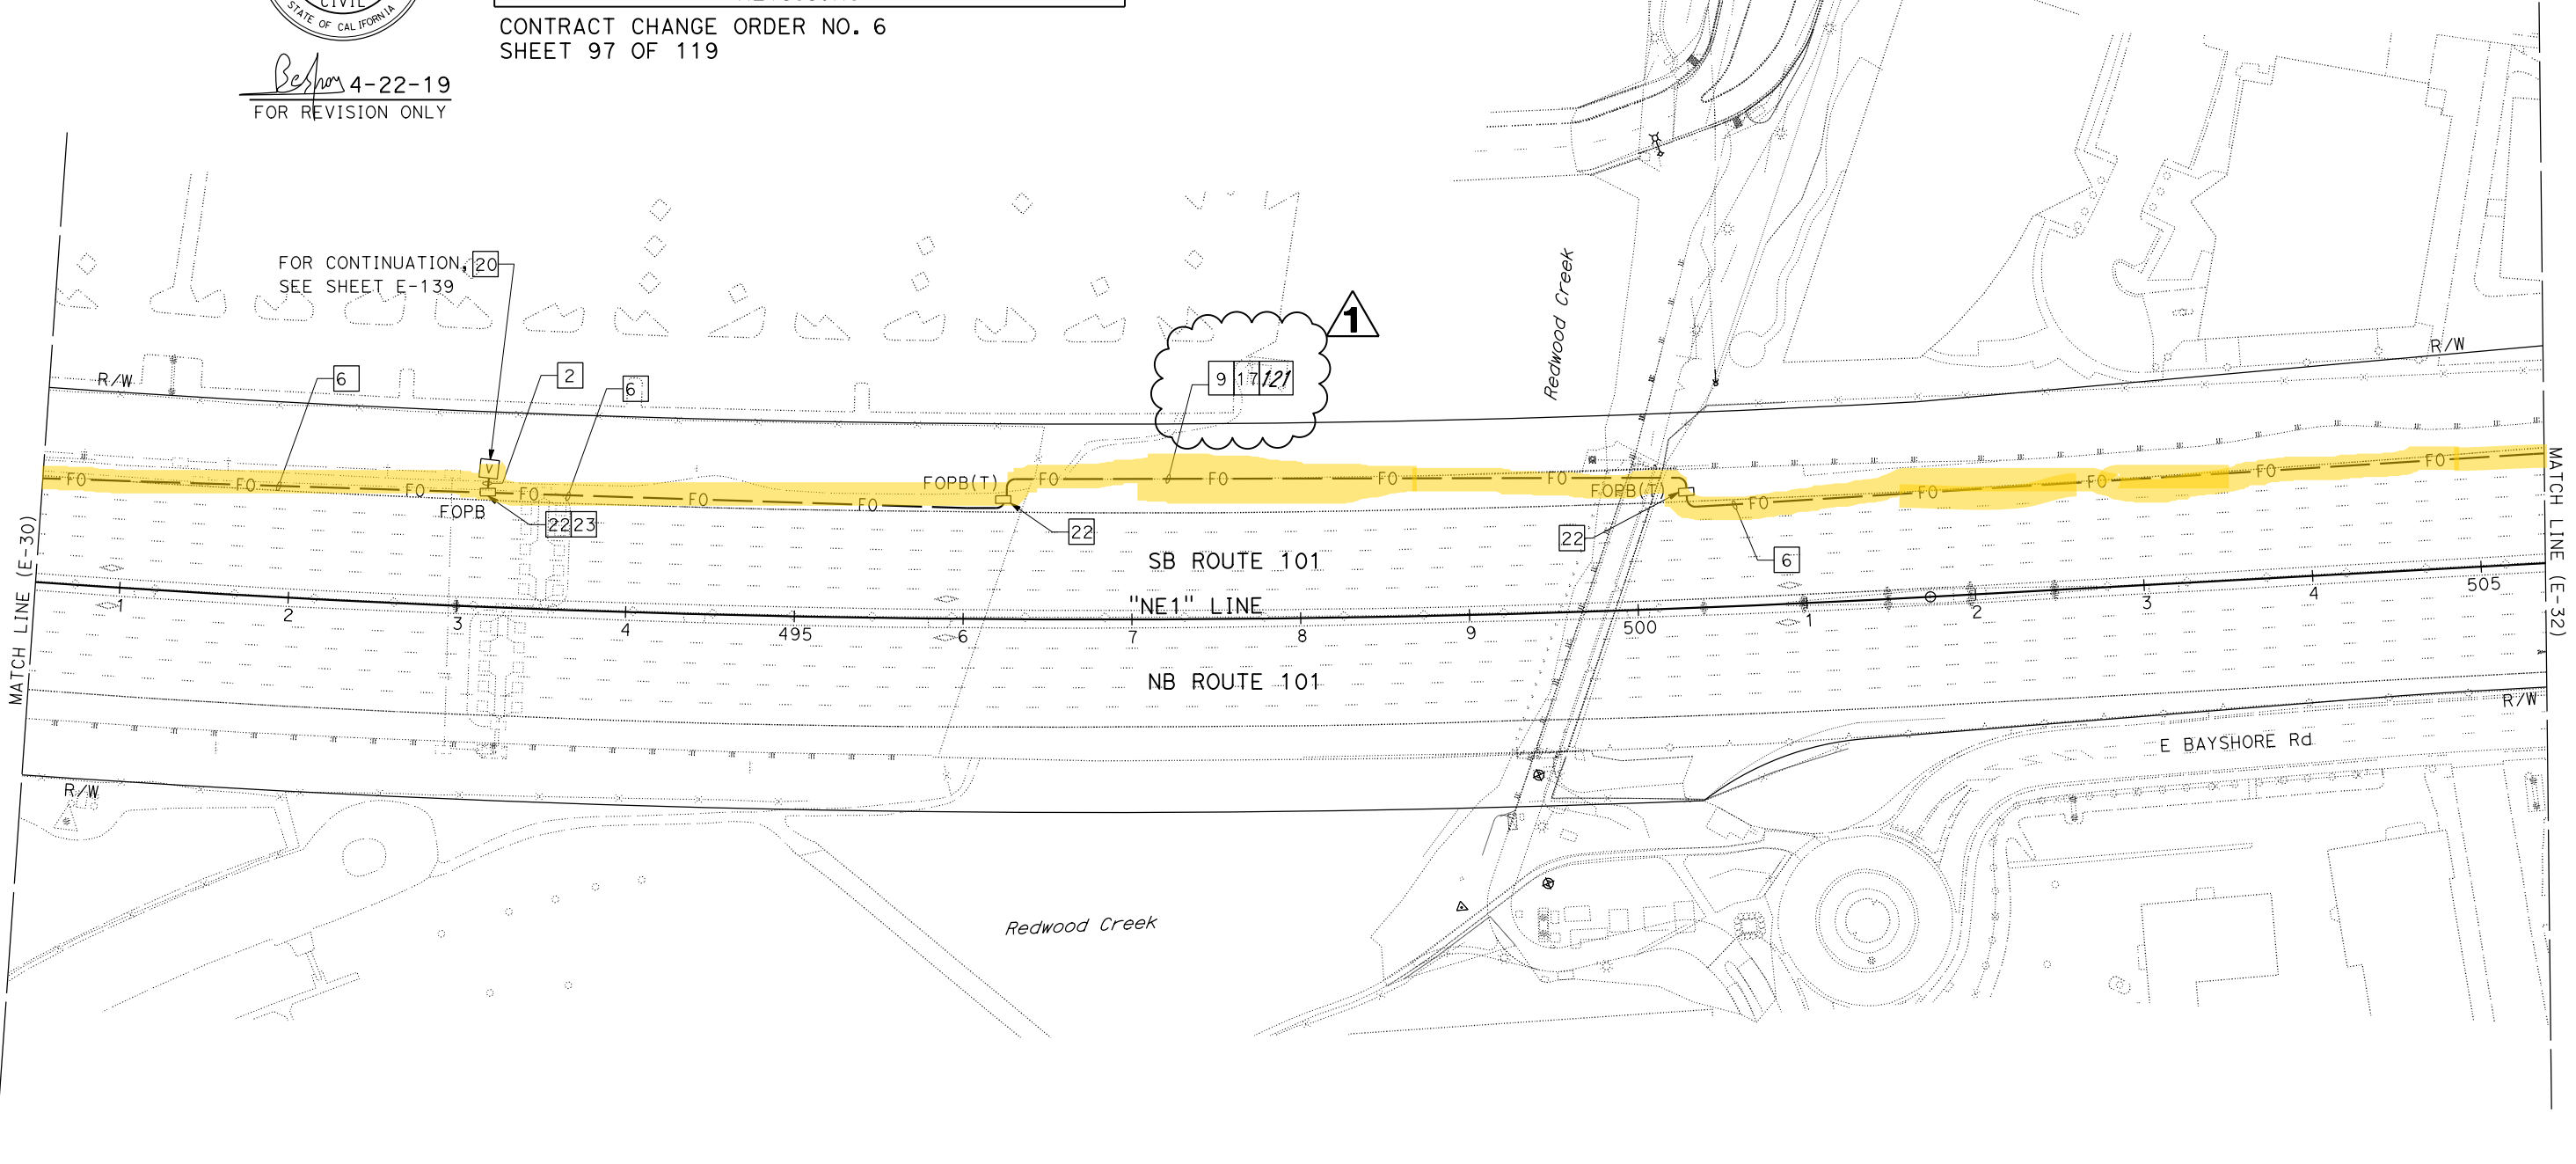 CIVIL
STATE OF CALIFORNIA
CONTRACT CHANGE ORDER NO. 6
SHEET 97 OF 119
4-22-19
FOR REVISION ONLY
FOR CONTINUATION, 20
SEE SHEET E-139
1
R/W
6
2
6
9 17 121
Redwood Creek
R/W
V
FO FO FO FO FO FO FO FO FO FO FO FO FO FO FO
FOPB
22 23
FOPB(T)
22
FOPB(T)
22
6
MATCH LINE (E-30)
MATCH LINE (E-32)
SB ROUTE 101
"NE1" LINE
1 2 3 4 495 6 7 8 9 500 1 2 3 4 505
NB ROUTE 101
R/W
E BAYSHORE Rd
R/W
Redwood Creek